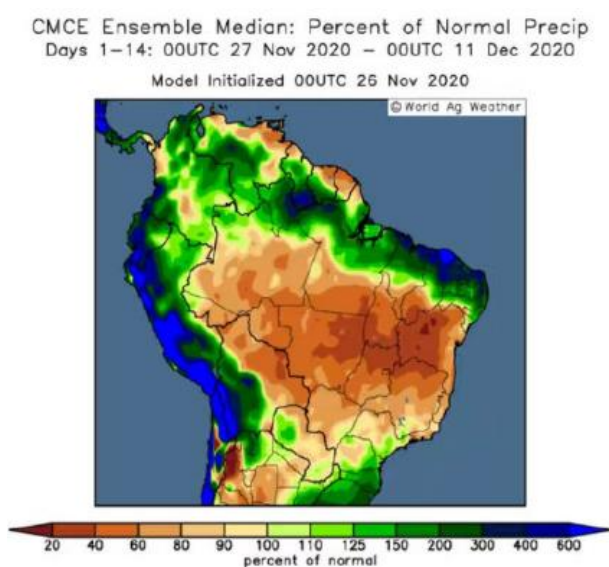 CMCE Ensemble Median: Percent of Normal Precip
Days 1-14: 00UTC 27 Nov 2020 - 00UTC 11 Dec 2020
Model Initialized 00UTC 26 Nov 2020
© World Ag Weather
20 40 60 80 90 100 110 125 150 200 300 400 600
percent of normal